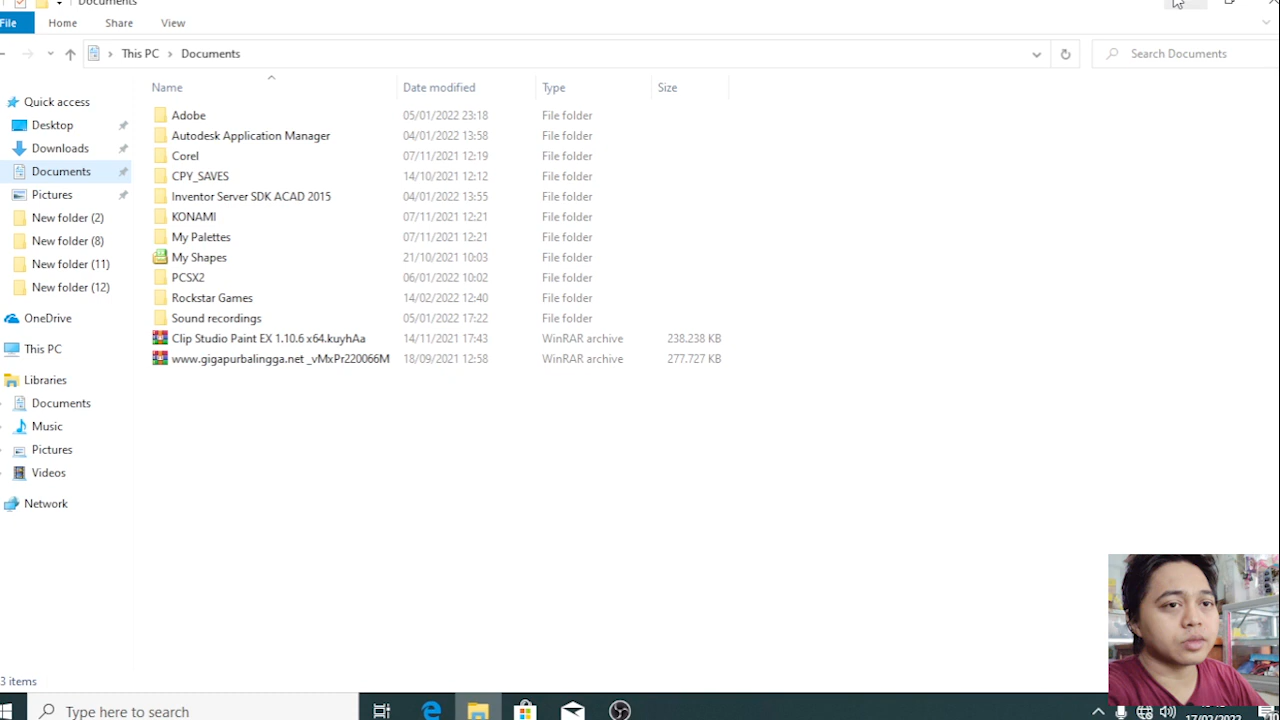 Documents
File Home Share View
This PC Documents Search Documents
Name Date modified Type Size
Quick access
Desktop
Downloads
Documents
Pictures
New folder (2)
New folder (8)
New folder (11)
New folder (12)
OneDrive
This PC
Libraries
Documents
Music
Pictures
Videos
Network
Adobe 05/01/2022 23:18 File folder
Autodesk Application Manager 04/01/2022 13:58 File folder
Corel 07/11/2021 12:19 File folder
CPY_SAVES 14/10/2021 12:12 File folder
Inventor Server SDK ACAD 2015 04/01/2022 13:55 File folder
KONAMI 07/11/2021 12:21 File folder
My Palettes 07/11/2021 12:21 File folder
My Shapes 21/10/2021 10:03 File folder
PCSX2 06/01/2022 10:02 File folder
Rockstar Games 14/02/2022 12:40 File folder
Sound recordings 05/01/2022 17:22 File folder
Clip Studio Paint EX 1.10.6 x64.kuyhAa 14/11/2021 17:43 WinRAR archive 238.238 KB
www.gigapurbalingga.net_vMxPr220066M 18/09/2021 12:58 WinRAR archive 277.727 KB
3 items
Type here to search
17/02/2022